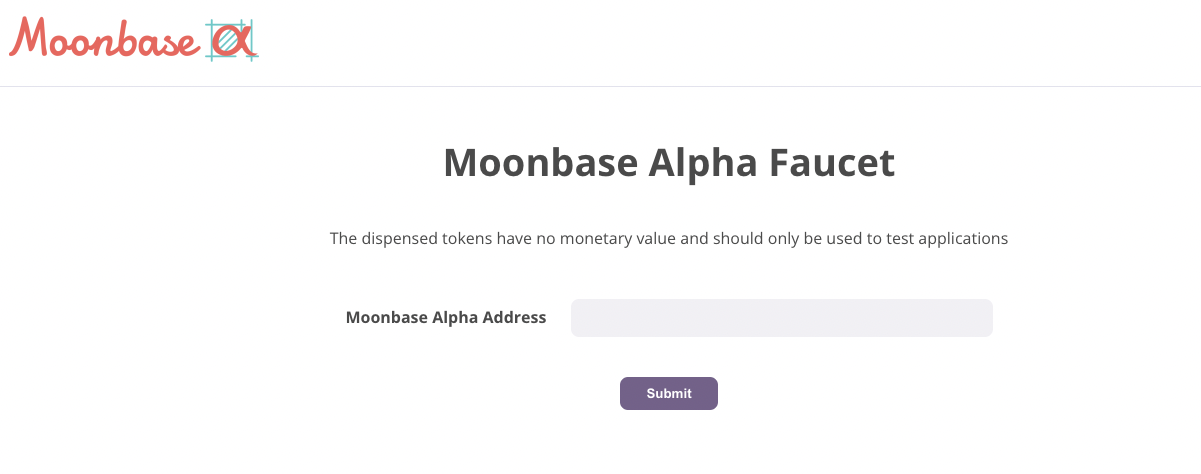 Moonbase α
Moonbase Alpha Faucet
The dispensed tokens have no monetary value and should only be used to test applications
Moonbase Alpha Address
Submit